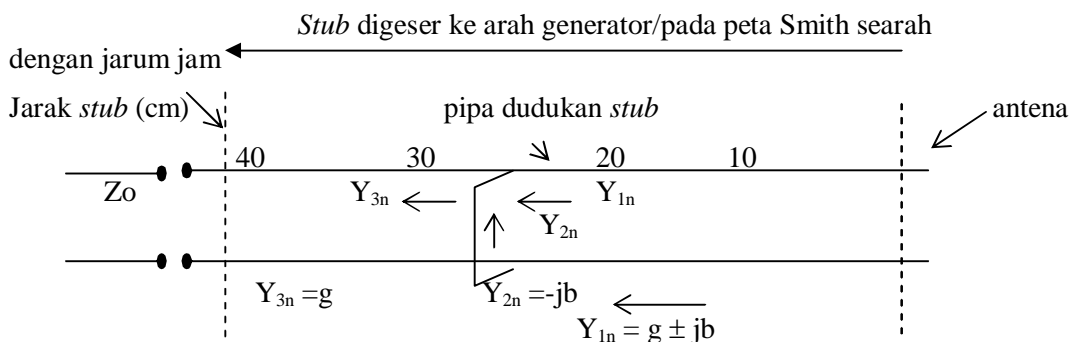 Stub digeser ke arah generator/pada peta Smith searah
dengan jarum jam
Jarak stub (cm)
pipa dudukan stub
antena
40 30 20 10
Zo
Y3n
Y1n
Y2n
Y3n =g
Y2n =-jb
Y1n = g ± jb